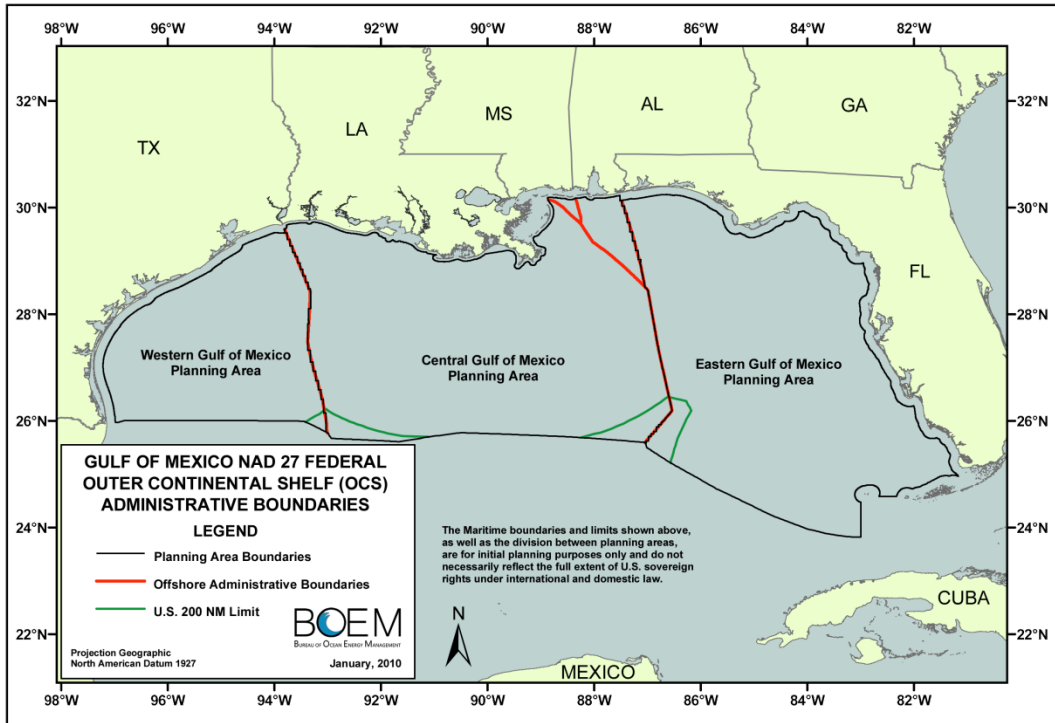 98°W 96°W 94°W 92°W 90°W 88°W 86°W 84°W 82°W
32°N 32°N
MS AL GA
LA
TX
30°N 30°N
FL
28°N 28°N
Western Gulf of Mexico
Planning Area
Central Gulf of Mexico
Planning Area
Eastern Gulf of Mexico
Planning Area
26°N 26°N
GULF OF MEXICO NAD 27 FEDERAL
OUTER CONTINENTAL SHELF (OCS)
ADMINISTRATIVE BOUNDARIES
LEGEND
Planning Area Boundaries
Offshore Administrative Boundaries
U.S. 200 NM Limit
BOEM
BUREAU OF OCEAN ENERGY MANAGEMENT
Projection Geographic
North American Datum 1927
January, 2010
24°N 24°N
The Maritime boundaries and limits shown above,
as well as the division between planning areas,
are for initial planning purposes only and do not
necessarily reflect the full extent of U.S. sovereign
rights under international and domestic law.
N
CUBA
22°N 22°N
MEXICO
98°W 96°W 94°W 92°W 90°W 88°W 86°W 84°W 82°W